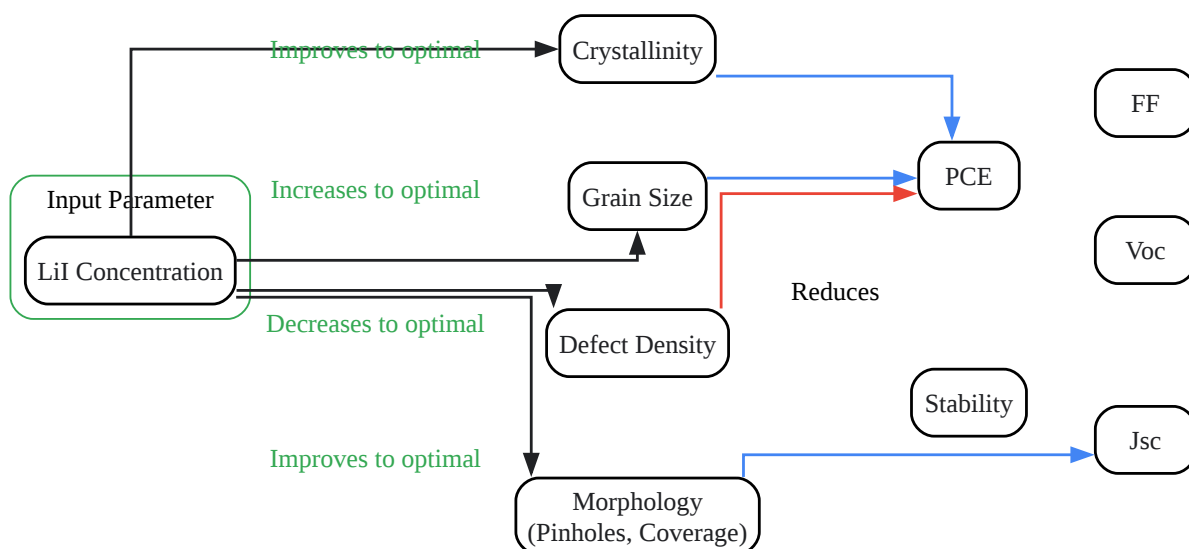 Improves to optimal
Crystallinity
FF
PCE
Input Parameter
Increases to optimal
Grain Size
LiI Concentration
Voc
Reduces
Decreases to optimal
Defect Density
Stability
Jsc
Improves to optimal
Morphology
(Pinholes, Coverage)